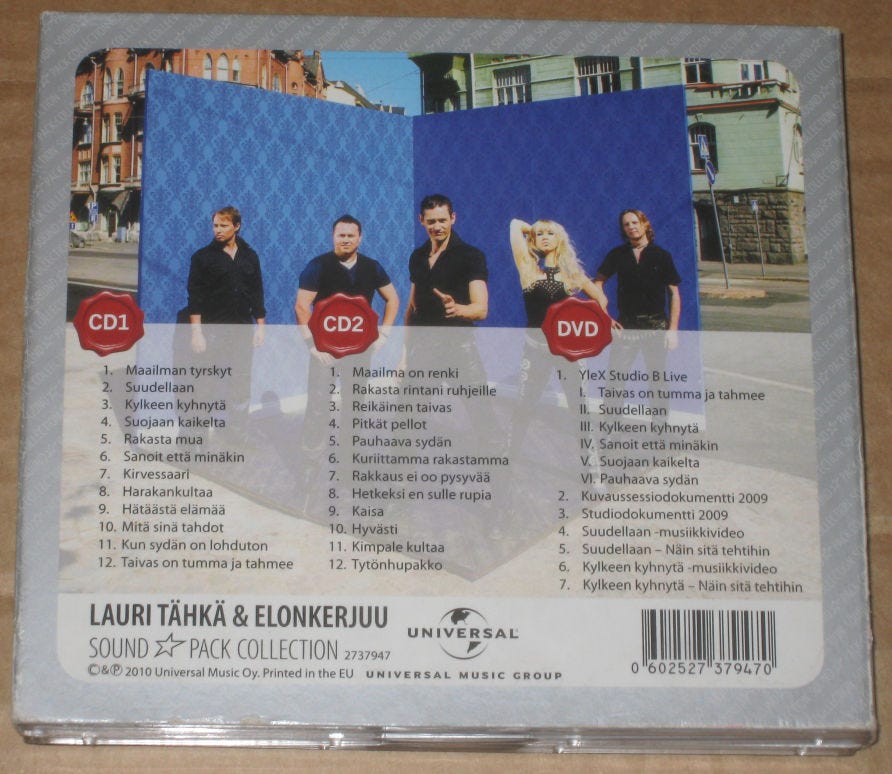 CD1
1. Maailman tyrskyt
2. Suudellaan
3. Kylkeen kyhnytä
4. Suojaan kaikelta
5. Rakasta mua
6. Sanoit että minäkin
7. Kirvessaari
8. Harakankultaa
9. Hätäästä elämää
10. Mitä sinä tahdot
11. Kun sydän on lohduton
12. Taivas on tumma ja tahmee
CD2
1. Maailma on renki
2. Rakasta rintani ruhjeille
3. Reikäinen taivas
4. Pitkät pellot
5. Pauhaava sydän
6. Kuriittamma rakastamma
7. Rakkaus ei oo pysyvää
8. Hetkeksi en sulle rupia
9. Kaisa
10. Hyvästi
11. Kimpale kultaa
12. Tytönhupakko
DVD
1. YleX Studio B Live
I. Taivas on tumma ja tahmee
II. Suudellaan
III. Kylkeen kyhnytä
IV. Sanoit että minäkin
V. Suojaan kaikelta
VI. Pauhaava sydän
2. Kuvaussessiodokumentti 2009
3. Studiodokumentti 2009
4. Suudellaan -musiikkivideo
5. Suudellaan – Näin sitä tehtihin
6. Kylkeen kyhnytä -musiikkivideo
7. Kylkeen kyhnytä – Näin sitä tehtihin
LAURI TÄHKÄ & ELONKERJUU
SOUND PACK COLLECTION 2737947
©&℗ 2010 Universal Music Oy. Printed in the EU
UNIVERSAL
UNIVERSAL MUSIC GROUP
0 602527 379470